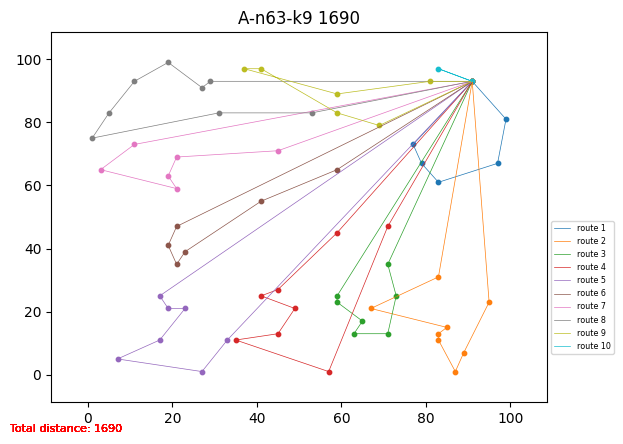 A-n63-k9 1690
100
80
60
40
20
0
0 20 40 60 80 100
route 1
route 2
route 3
route 4
route 5
route 6
route 7
route 8
route 9
route 10
Total distance: 1690